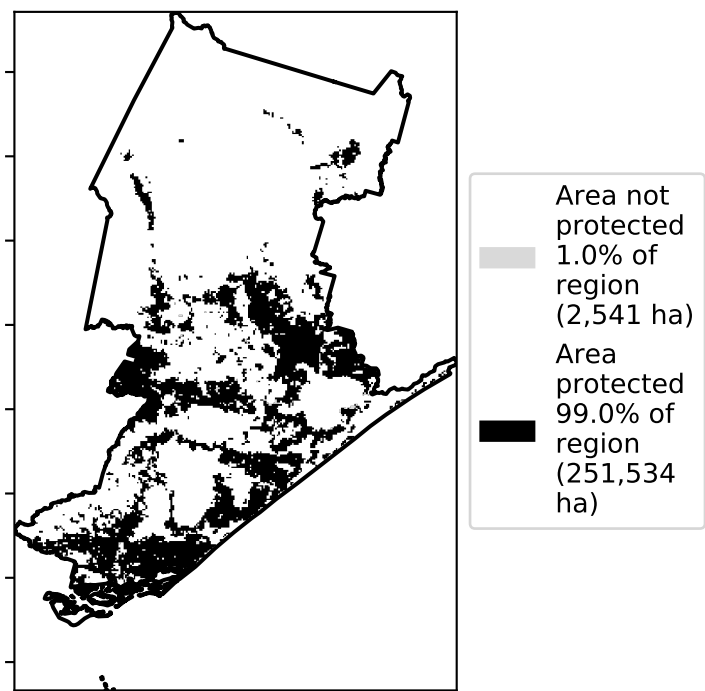 Area not
protected
1.0% of
region
(2,541 ha)
Area
protected
99.0% of
region
(251,534
ha)